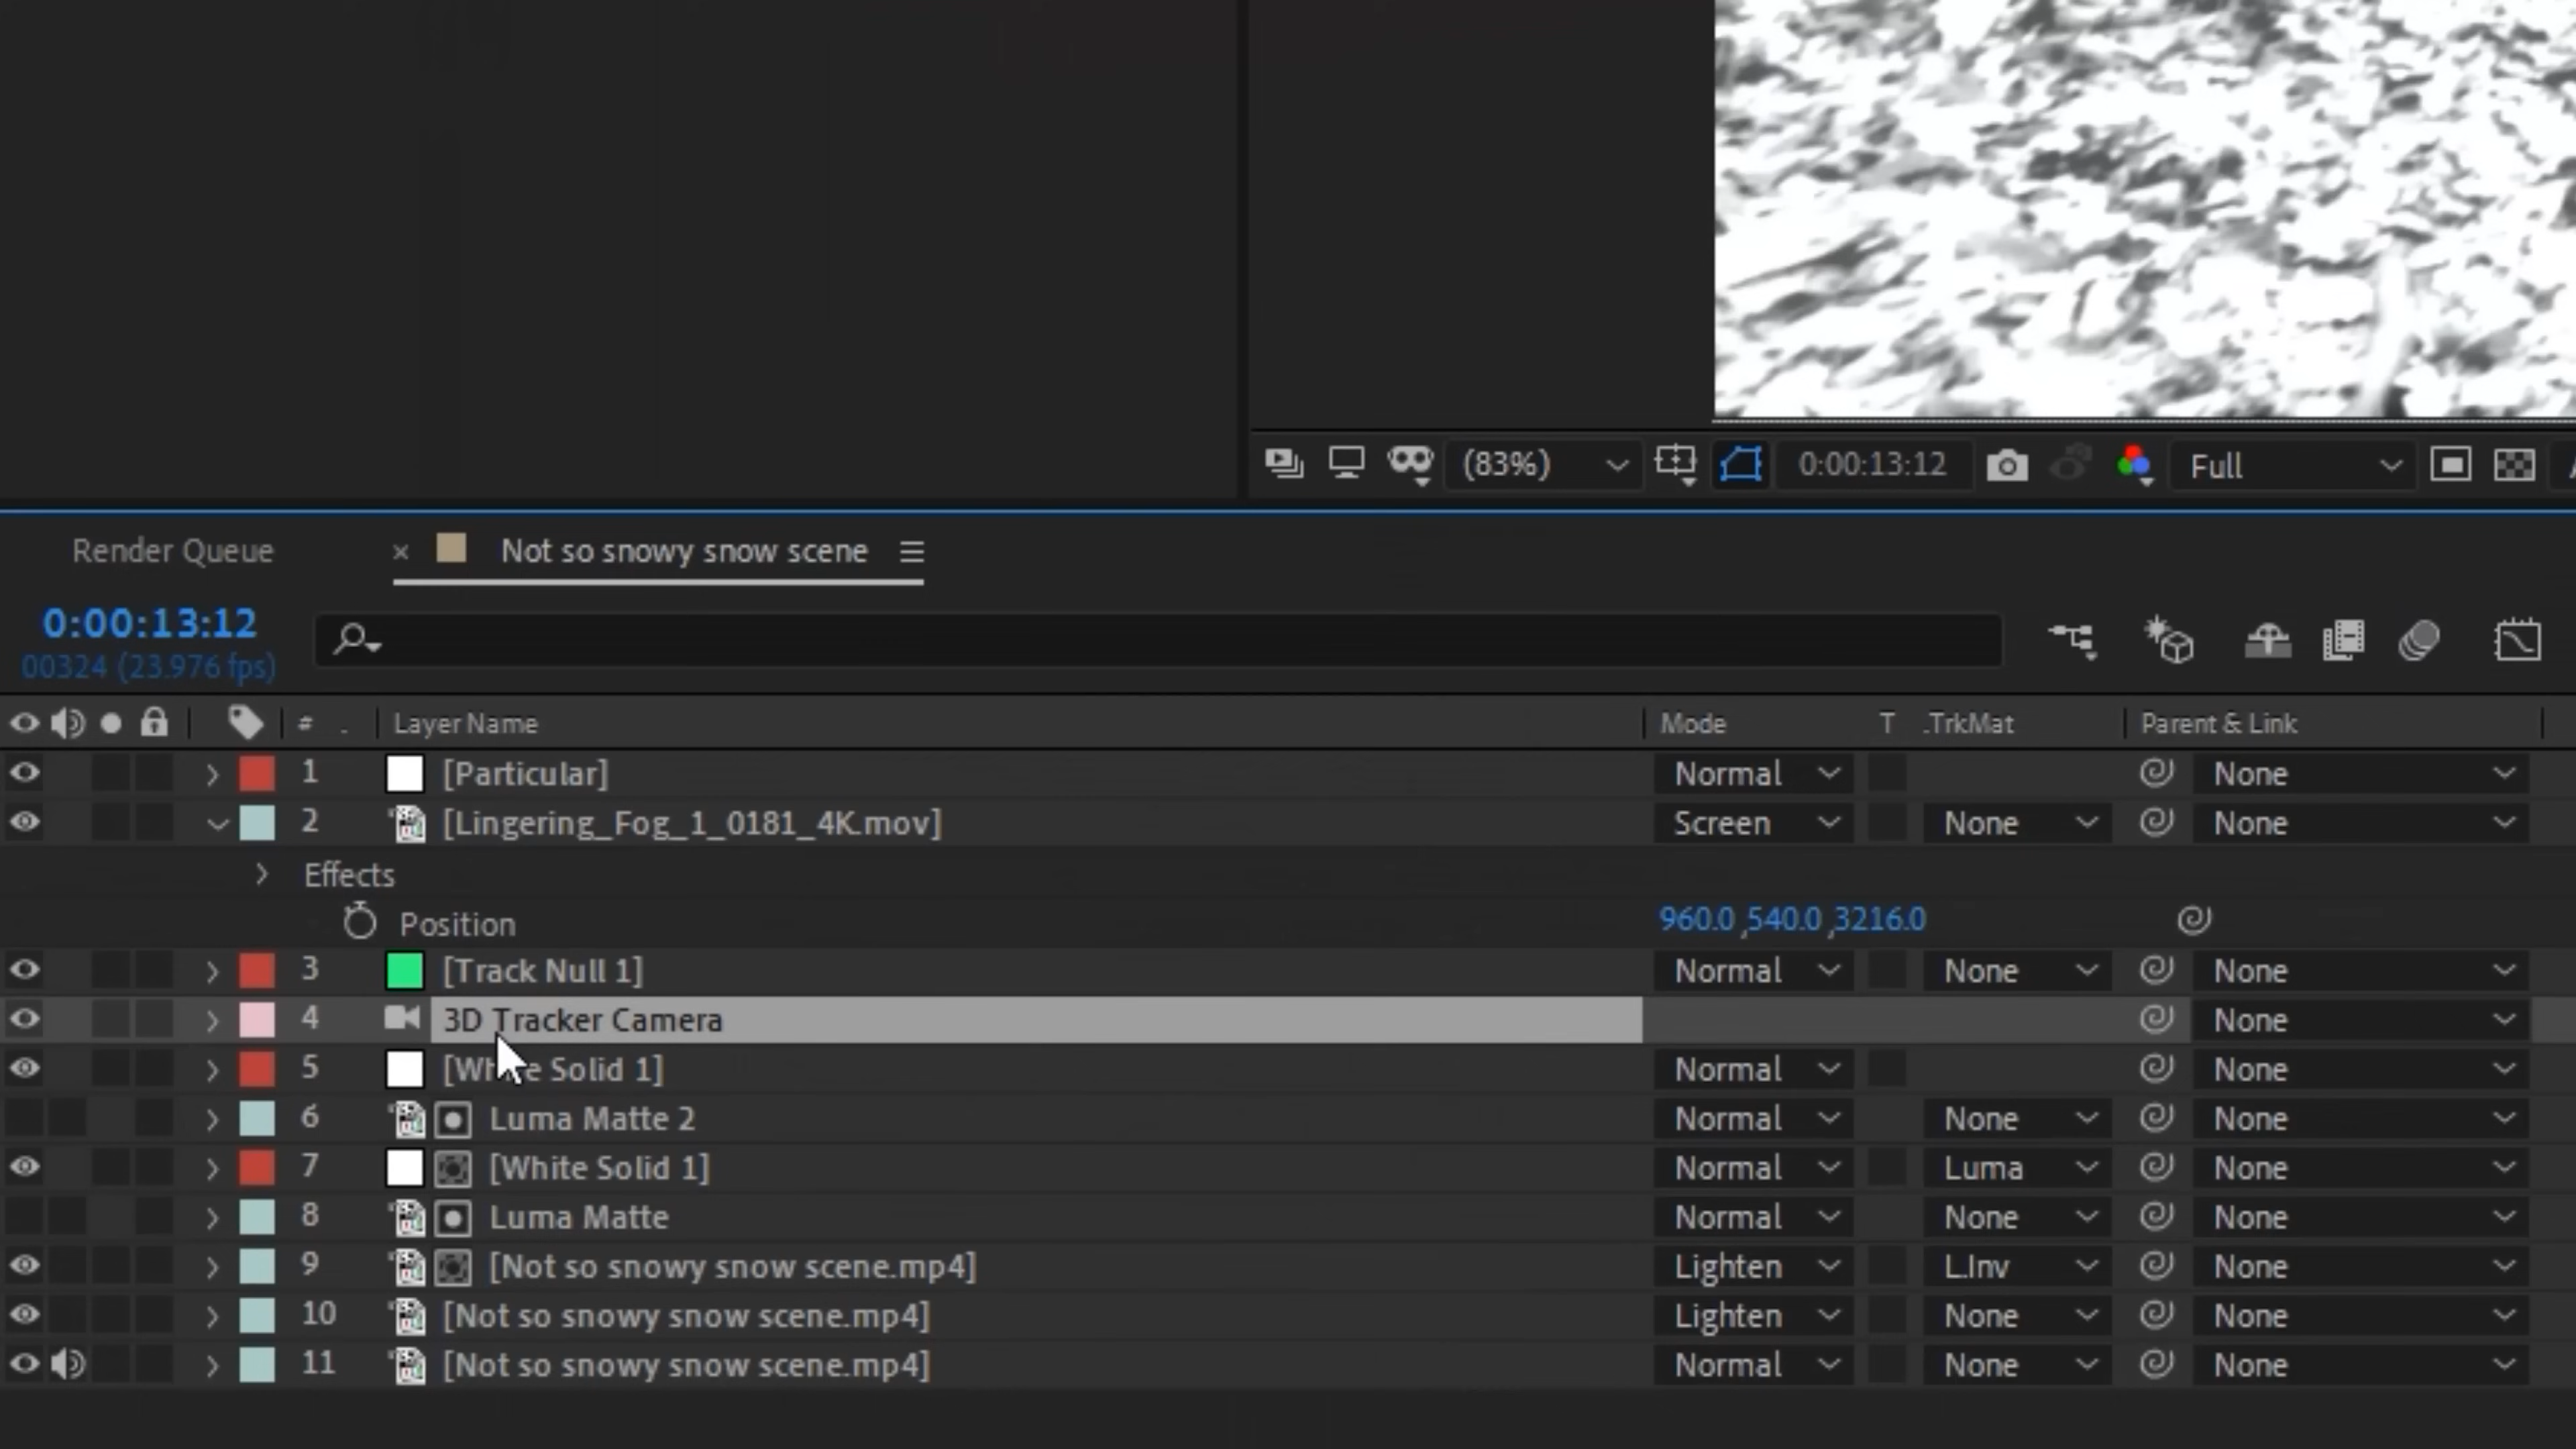 (83%) 0:00:13:12 Full
Render Queue × Not so snowy snow scene
0:00:13:12
00324 (23.976 fps)
# . Layer Name Mode T .TrkMat Parent & Link
1 [Particular] Normal None
2 [Lingering_Fog_1_0181_4K.mov] Screen None None
Effects
Position 960.0 ,540.0 ,3216.0
3 [Track Null 1] Normal None None
4 3D Tracker Camera None
5 [White Solid 1] Normal None
6 Luma Matte 2 Normal None None
7 [White Solid 1] Normal Luma None
8 Luma Matte Normal None None
9 [Not so snowy snow scene.mp4] Lighten L.Inv None
10 [Not so snowy snow scene.mp4] Lighten None None
11 [Not so snowy snow scene.mp4] Normal None None